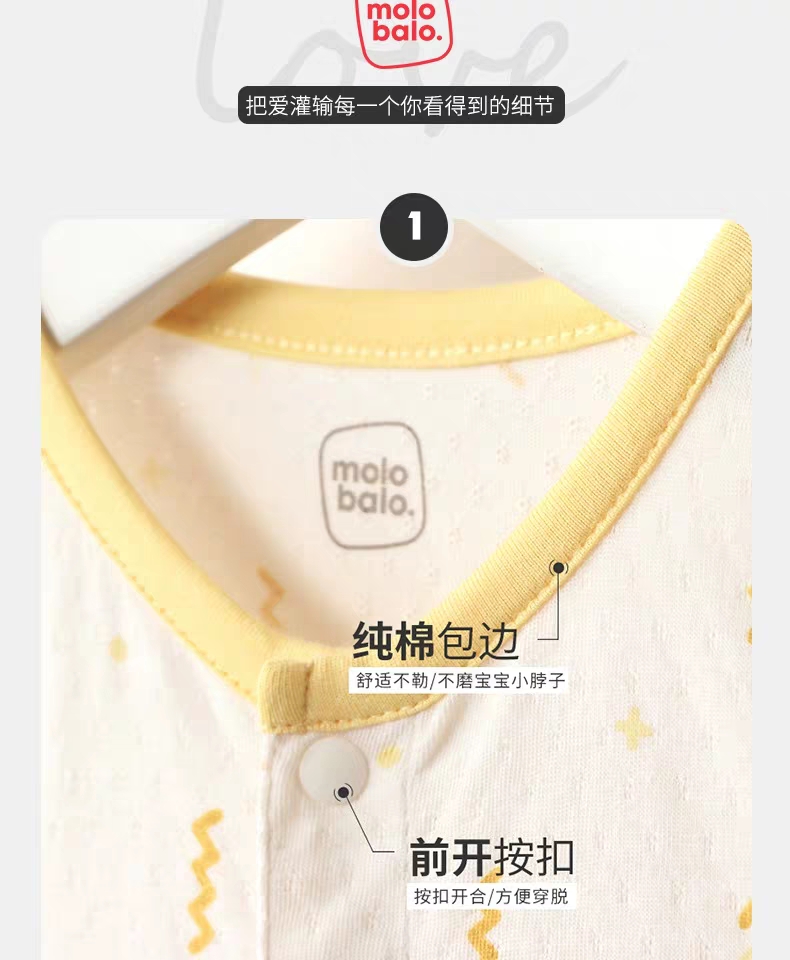 molo
balo.
love
把爱灌输每一个你看得到的细节
1
molo
balo.
纯棉包边
舒适不勒/不磨宝宝小脖子
前开按扣
按扣开合/方便穿脱